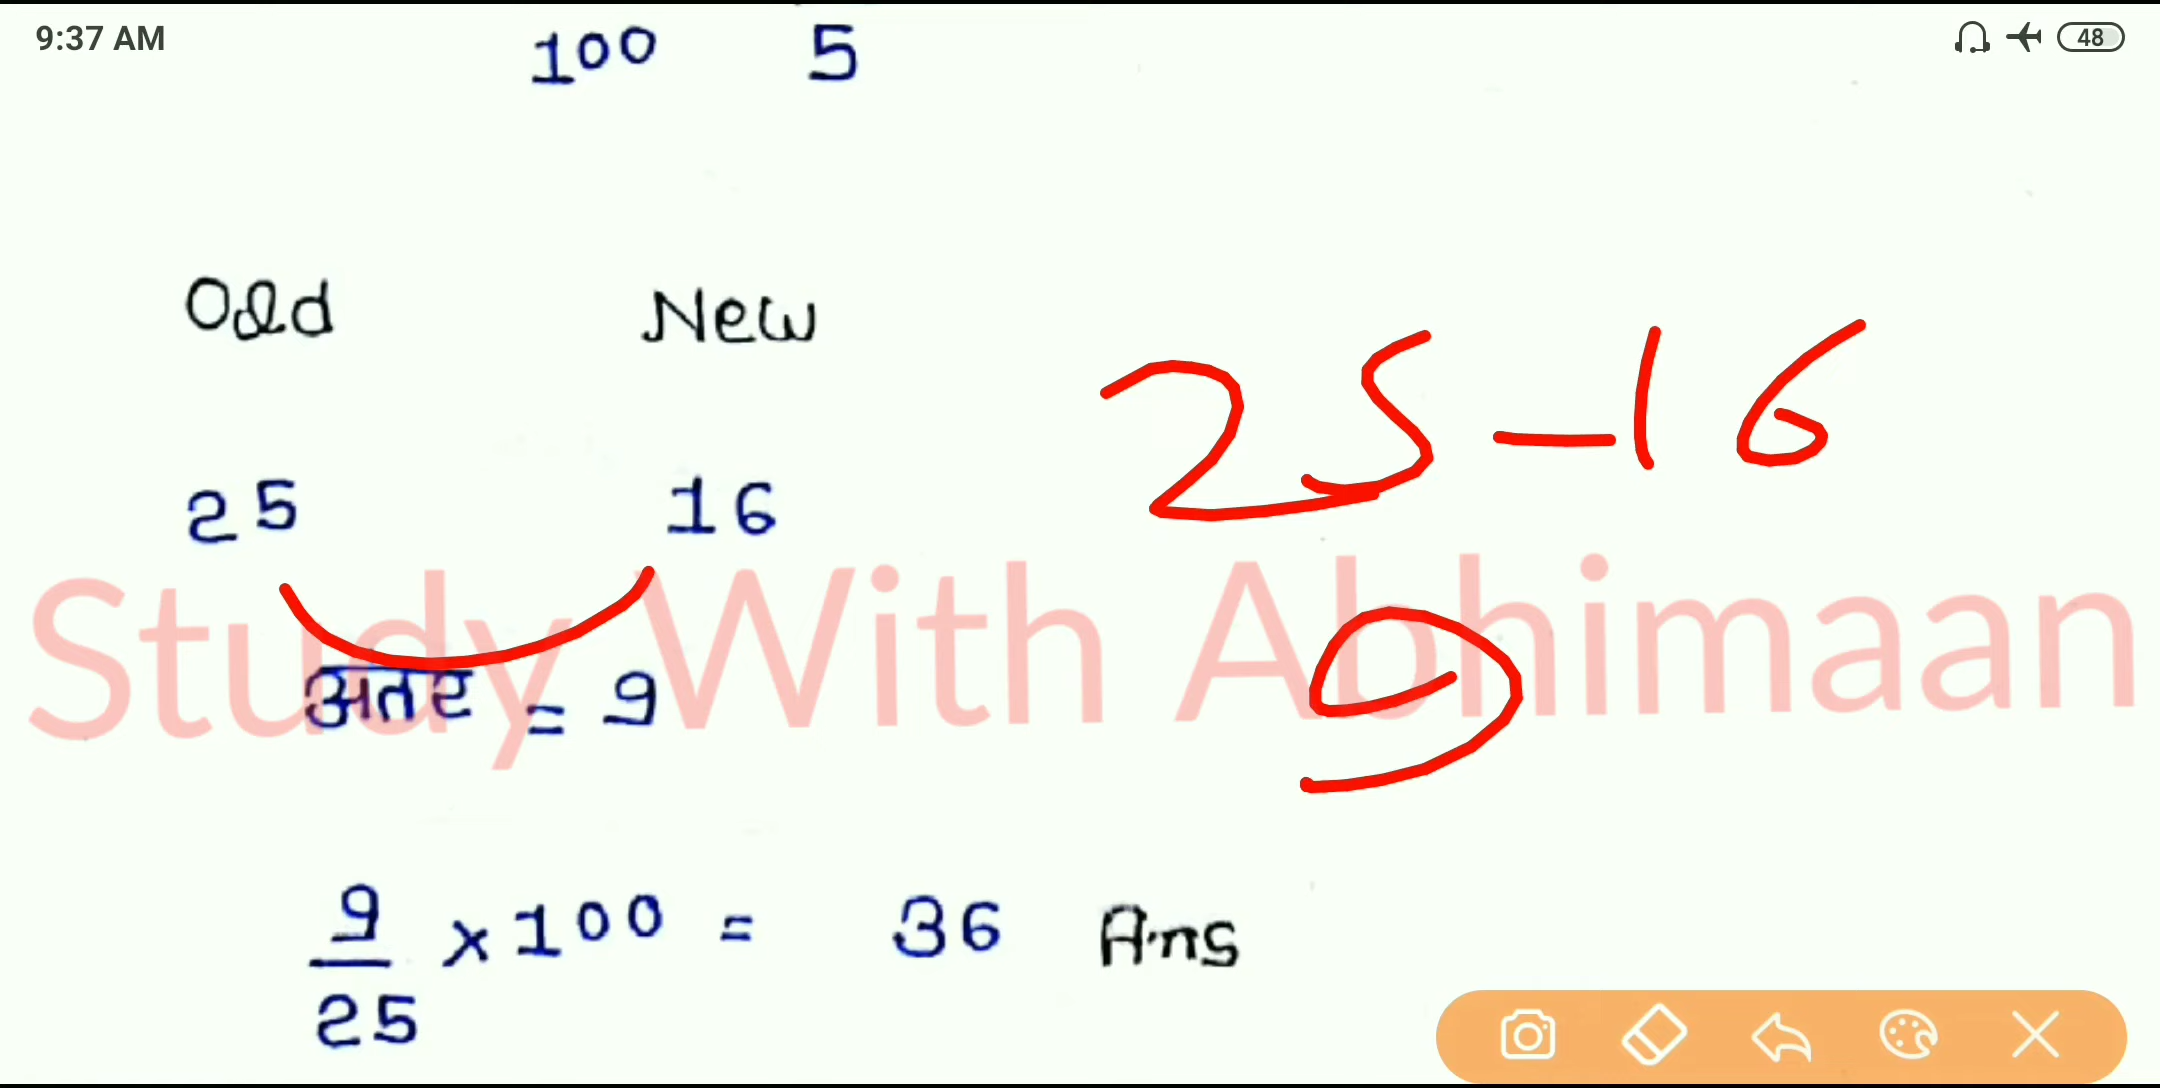 9:37 AM 48
100 5
Old New
25 - 16
25 16
Study With Abhimaan
अंतर = 9
9
9/25 × 100 = 36 Ans